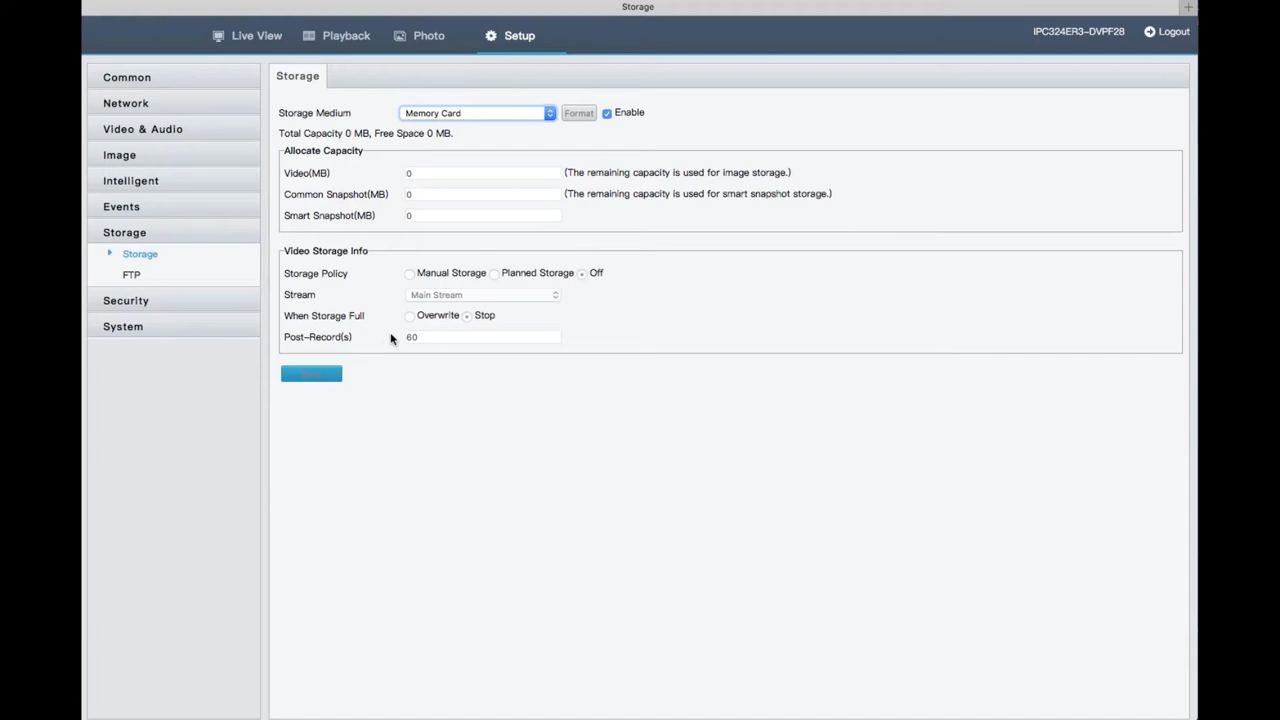 Storage
+
Live View Playback Photo Setup IPC324ER3-DVPF28 Logout
Common
Network
Video & Audio
Image
Intelligent
Events
Storage
Storage
FTP
Security
System
Storage
Storage Medium Memory Card Format Enable
Total Capacity 0 MB, Free Space 0 MB.
Allocate Capacity
Video(MB) 0 (The remaining capacity is used for image storage.)
Common Snapshot(MB) 0 (The remaining capacity is used for smart snapshot storage.)
Smart Snapshot(MB) 0
Video Storage Info
Storage Policy Manual Storage Planned Storage Off
Stream Main Stream
When Storage Full Overwrite Stop
Post-Record(s) 60